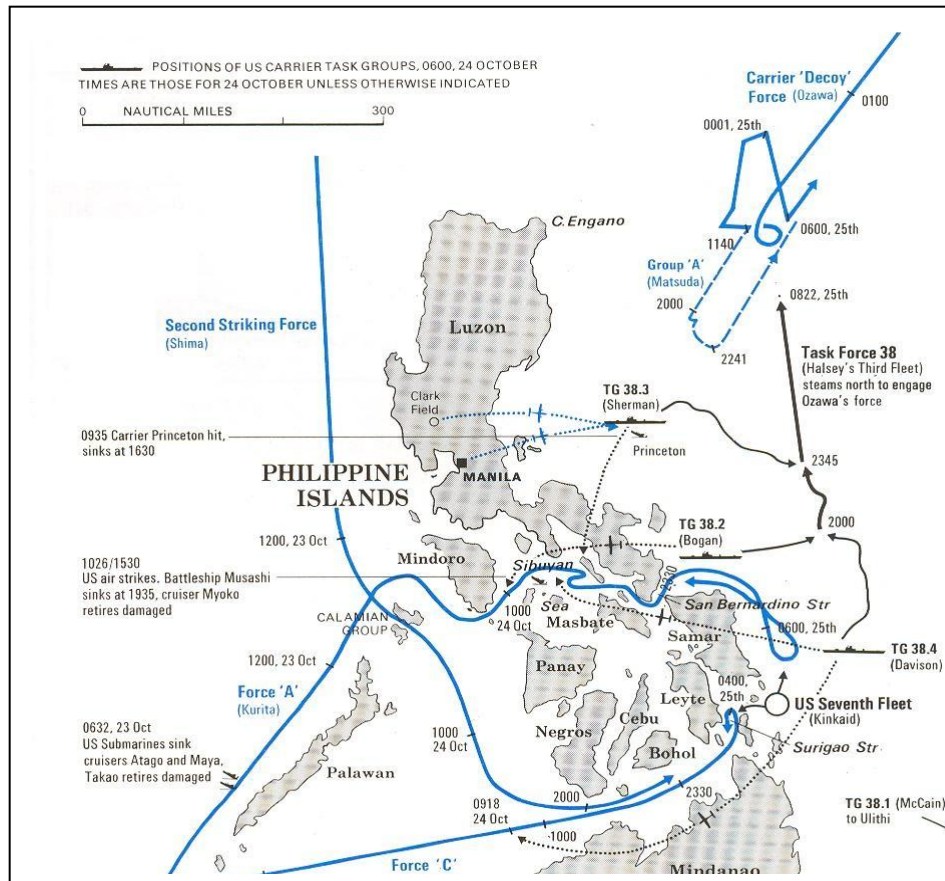 POSITIONS OF US CARRIER TASK GROUPS, 0600, 24 OCTOBER
TIMES ARE THOSE FOR 24 OCTOBER UNLESS OTHERWISE INDICATED
0 NAUTICAL MILES 300
Carrier 'Decoy'
Force (Ozawa)
0100
0001, 25th
C. Engano
1140
0600, 25th
Group 'A'
(Matsuda)
2000
0822, 25th
2241
Second Striking Force
(Shima)
Luzon
Task Force 38
(Halsey's Third Fleet)
steams north to engage
Ozawa's force
TG 38.3
(Sherman)
Clark
Field
0935 Carrier Princeton hit,
sinks at 1630
Princeton
2345
MANILA
PHILIPPINE
ISLANDS
TG 38.2
(Bogan)
2000
1200, 23 Oct
Mindoro
Sibuyan
Sea
1026/1530
US air strikes. Battleship Musashi
sinks at 1935, cruiser Myoko
retires damaged
2330
1000
24 Oct
Masbate
San Bernardino Str
CALAMIAN
GROUP
Samar
0600, 25th
1200, 23 Oct
Panay
TG 38.4
(Davison)
Force 'A'
(Kurita)
0400,
25th
Leyte
US Seventh Fleet
(Kinkaid)
Cebu
Negros
0632, 23 Oct
US Submarines sink
cruisers Atago and Maya,
Takao retires damaged
1000
24 Oct
Bohol
Surigao Str
Palawan
2000
2330
0918
24 Oct
1000
TG 38.1 (McCain)
to Ulithi
Force 'C'
Mindanao